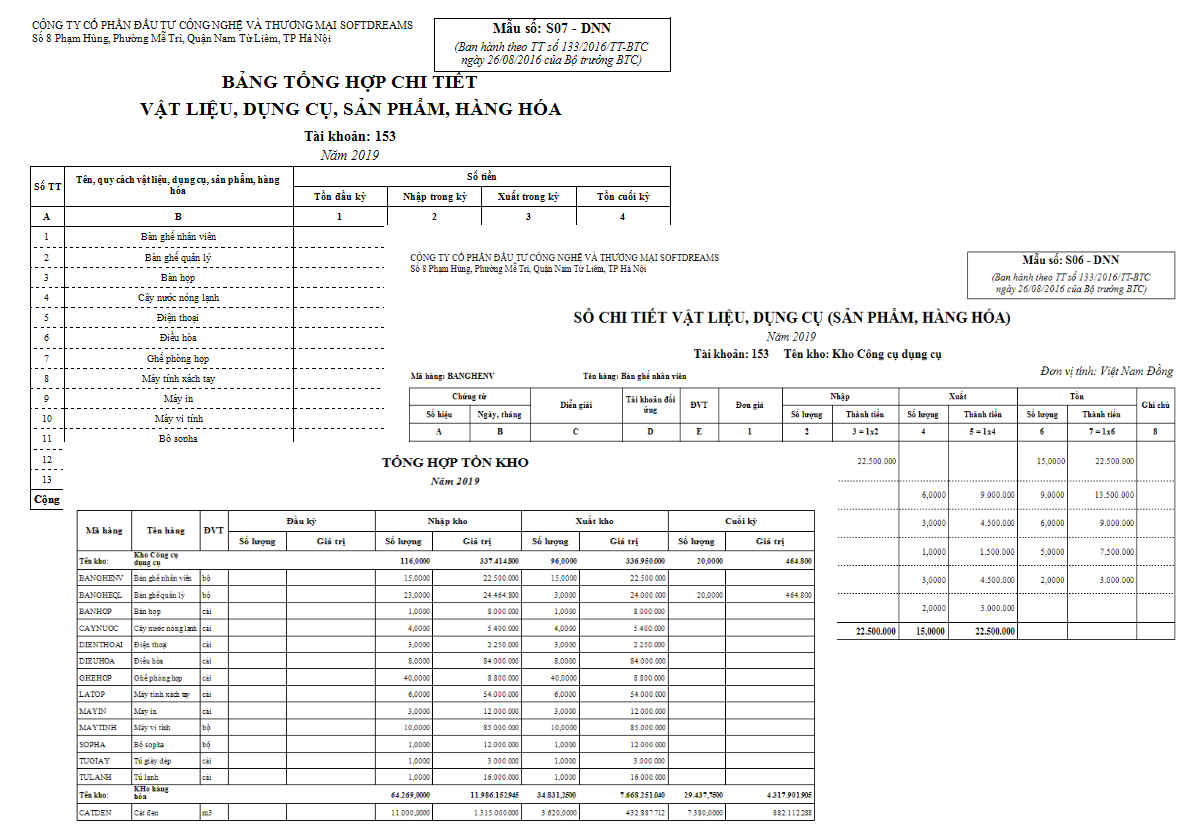 CÔNG TY CỔ PHẦN ĐẦU TƯ CÔNG NGHỆ VÀ THƯƠNG MẠI SOFTDREAMS
Số 8 Phạm Hùng, Phường Mễ Trì, Quận Nam Từ Liêm, TP Hà Nội
Mẫu số: S07 - DNN
(Ban hành theo TT số 133/2016/TT-BTC
ngày 26/08/2016 của Bộ trưởng BTC)
BẢNG TỔNG HỢP CHI TIẾT
VẬT LIỆU, DỤNG CỤ, SẢN PHẨM, HÀNG HÓA
Tài khoản: 153
Năm 2019
Số TT Tên, quy cách vật liệu, dụng cụ, sản phẩm, hàng hóa Số tiền
Tồn đầu kỳ Nhập trong kỳ Xuất trong kỳ Tồn cuối kỳ
A B 1 2 3 4
1 Bàn ghế nhân viên
2 Bàn ghế quản lý
3 Bàn họp
4 Cây nước nóng lạnh
5 Điện thoại
6 Điều hòa
7 Ghế phòng họp
8 Máy tính xách tay
9 Máy in
10 Máy vi tính
11 Bộ sopha
12
13
Cộng
CÔNG TY CỔ PHẦN ĐẦU TƯ CÔNG NGHỆ VÀ THƯƠNG MẠI SOFTDREAMS
Số 8 Phạm Hùng, Phường Mễ Trì, Quận Nam Từ Liêm, TP Hà Nội
Mẫu số: S06 - DNN
(Ban hành theo TT số 133/2016/TT-BTC
ngày 26/08/2016 của Bộ trưởng BTC)
SỔ CHI TIẾT VẬT LIỆU, DỤNG CỤ (SẢN PHẨM, HÀNG HÓA)
Năm 2019
Tài khoản: 153 Tên kho: Kho Công cụ dụng cụ
Đơn vị tính: Việt Nam Đồng
Mã hàng: BANGHENV Tên hàng: Bàn ghế nhân viên
Chứng từ Diễn giải Tài khoản đối ứng ĐVT Đơn giá Nhập Xuất Tồn Ghi chú
Số hiệu Ngày, tháng Số lượng Thành tiền Số lượng Thành tiền Số lượng Thành tiền
A B C D E 1 2 3 = 1x2 4 5 = 1x4 6 7 = 1x6 8
22.500.000 15,0000 22.500.000
6,0000 9.000.000 9,0000 13.500.000
3,0000 4.500.000 6,0000 9.000.000
1,0000 1.500.000 5,0000 7.500.000
3,0000 4.500.000 2,0000 3.000.000
2,0000 3.000.000
22.500.000 15,0000 22.500.000
TỔNG HỢP TỒN KHO
Năm 2019
Mã hàng Tên hàng ĐVT Đầu kỳ Nhập kho Xuất kho Cuối kỳ
Số lượng Giá trị Số lượng Giá trị Số lượng Giá trị Số lượng Giá trị
Tên kho: Kho Công cụ dụng cụ 116,0000 337.414.800 96,0000 336.950.000 20,0000 464.800
BANGHENV Bàn ghế nhân viên bộ 15,0000 22.500.000 15,0000 22.500.000
BANGHEQL Bàn ghế quản lý bộ 23,0000 24.464.800 3,0000 24.000.000 20,0000 464.800
BANHOP Bàn họp cái 1,0000 8.000.000 1,0000 8.000.000
CAYNUOC Cây nước nóng lạnh cái 4,0000 5.400.000 4,0000 5.400.000
DIENTHOAI Điện thoại cái 3,0000 2.250.000 3,0000 2.250.000
DIEUHOA Điều hòa cái 8,0000 84.000.000 8,0000 84.000.000
GHEHOP Ghế phòng họp cái 40,0000 8.800.000 40,0000 8.800.000
LATOP Máy tính xách tay cái 6,0000 54.000.000 6,0000 54.000.000
MAYIN Máy in cái 3,0000 12.000.000 3,0000 12.000.000
MAYTINH Máy vi tính bộ 10,0000 85.000.000 10,0000 85.000.000
SOPHA Bộ sopha bộ 1,0000 12.000.000 1,0000 12.000.000
TUGIAY Tủ giày dép cái 1,0000 3.000.000 1,0000 3.000.000
TULANH Tủ lạnh cái 1,0000 16.000.000 1,0000 16.000.000
Tên kho: KHo hàng hóa 64.269,0000 11.986.152.945 34.831,2500 7.668.251.040 29.437,7500 4.317.901.905
CATDEN Cát đen m3 11.000,0000 1.315.000.000 3.620,0000 432.887.712 7.380,0000 882.112.288